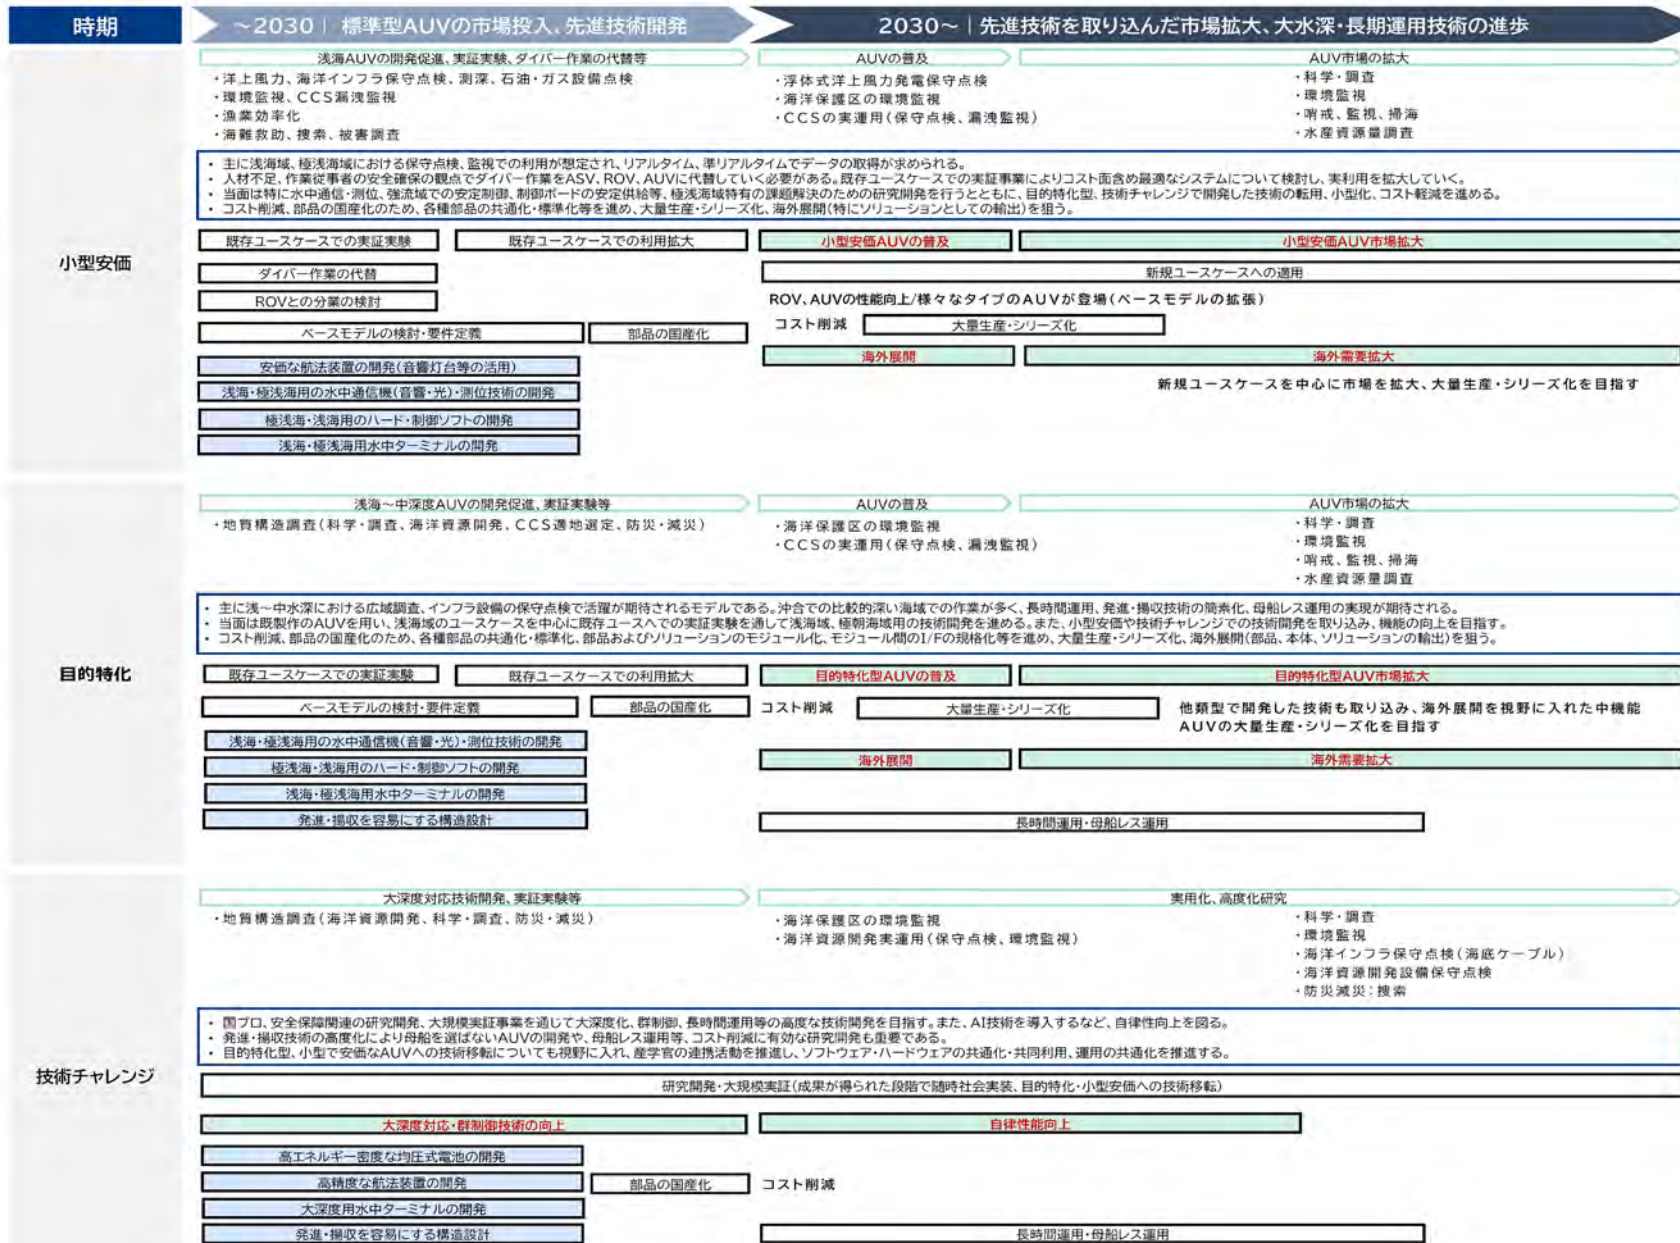 時期
～2030｜標準型AUVの市場投入、先進技術開発
2030～｜先進技術を取り込んだ市場拡大、大水深・長期運用技術の進歩
小型安価
浅海AUVの開発促進、実証実験、ダイバー作業の代替等
・洋上風力、海洋インフラ保守点検、測深、石油・ガス設備点検
・環境監視、CCS漏洩監視
・漁業効率化
・海難救助、捜索、被害調査
AUVの普及
・浮体式洋上風力発電保守点検
・海洋保護区の環境監視
・CCSの実運用(保守点検、漏洩監視)
AUV市場の拡大
・科学・調査
・環境監視
・哨戒、監視、掃海
・水産資源量調査
• 主に浅海域、極浅海域における保守点検、監視での利用が想定され、リアルタイム、準リアルタイムでデータの取得が求められる。
• 人材不足、作業従事者の安全確保の観点でダイバー作業をASV、ROV、AUVに代替していく必要がある。既存ユースケースでの実証事業によりコスト面含め最適なシステムについて検討し、実利用を拡大していく。
• 当面は特に水中通信・測位、強流域での安定制御、制御ボードの安定供給等、極浅海域特有の課題解決のための研究開発を行うとともに、目的特化型、技術チャレンジで開発した技術の転用、小型化、コスト軽減を進める。
• コスト削減、部品の国産化のため、各種部品の共通化・標準化等を進め、大量生産・シリーズ化、海外展開(特にソリューションとしての輸出)を狙う。
既存ユースケースでの実証実験
既存ユースケースでの利用拡大
小型安価AUVの普及
小型安価AUV市場拡大
ダイバー作業の代替
新規ユースケースへの適用
ROVとの分業の検討
ROV、AUVの性能向上/様々なタイプのAUVが登場(ベースモデルの拡張)
ベースモデルの検討・要件定義
部品の国産化
コスト削減
大量生産・シリーズ化
安価な航法装置の開発(音響灯台等の活用)
海外展開
海外需要拡大
浅海・極浅海用の水中通信機(音響・光)・測位技術の開発
新規ユースケースを中心に市場を拡大、大量生産・シリーズ化を目指す
極浅海・浅海用のハード・制御ソフトの開発
浅海・極浅海用水中ターミナルの開発
目的特化
浅海～中深度AUVの開発促進、実証実験等
・地質構造調査(科学・調査、海洋資源開発、CCS適地選定、防災・減災)
AUVの普及
・海洋保護区の環境監視
・CCSの実運用(保守点検、漏洩監視)
AUV市場の拡大
・科学・調査
・環境監視
・哨戒、監視、掃海
・水産資源量調査
• 主に浅～中水深における広域調査、インフラ設備の保守点検で活躍が期待されるモデルである。沖合での比較的深い海域での作業が多く、長時間運用、発進・揚収技術の簡素化、母船レス運用の実現が期待される。
• 当面は既製作のAUVを用い、浅海域のユースケースを中心に既存ユースへの実証実験を通して浅海域、極朝海域用の技術開発を進める。また、小型安価や技術チャレンジでの技術開発を取り込み、機能の向上を目指す。
• コスト削減、部品の国産化のため、各種部品の共通化・標準化、部品およびソリューションのモジュール化、モジュール間のI/Fの規格化等を進め、大量生産・シリーズ化、海外展開(部品、本体、ソリューションの輸出)を狙う。
既存ユースケースでの実証実験
既存ユースケースでの利用拡大
目的特化型AUVの普及
目的特化型AUV市場拡大
ベースモデルの検討・要件定義
部品の国産化
コスト削減
大量生産・シリーズ化
他類型で開発した技術も取り込み、海外展開を視野に入れた中機能
AUVの大量生産・シリーズ化を目指す
浅海・極浅海用の水中通信機(音響・光)・測位技術の開発
極浅海・浅海用のハード・制御ソフトの開発
海外展開
海外需要拡大
浅海・極浅海用水中ターミナルの開発
発進・揚収を容易にする構造設計
長時間運用・母船レス運用
技術チャレンジ
大深度対応技術開発、実証実験等
・地質構造調査(海洋資源開発、科学・調査、防災・減災)
実用化、高度化研究
・海洋保護区の環境監視
・海洋資源開発実運用(保守点検、環境監視)
・科学・調査
・環境監視
・海洋インフラ保守点検(海底ケーブル)
・海洋資源開発設備保守点検
・防災減災：捜索
• 国プロ、安全保障関連の研究開発、大規模実証事業を通じて大深度化、群制御、長時間運用等の高度な技術開発を目指す。また、AI技術を導入するなど、自律性向上を図る。
• 発進・揚収技術の高度化により母船を選ばないAUVの開発や、母船レス運用等、コスト削減に有効な研究開発も重要である。
• 目的特化型、小型で安価なAUVへの技術移転についても視野に入れ、産学官の連携活動を推進し、ソフトウェア・ハードウェアの共通化・共同利用、運用の共通化を推進する。
研究開発・大規模実証(成果が得られた段階で随時社会実装、目的特化・小型安価への技術移転)
大深度対応・群制御技術の向上
自律性能向上
高エネルギー密度な均圧式電池の開発
高精度な航法装置の開発
部品の国産化
コスト削減
大深度用水中ターミナルの開発
発進・揚収を容易にする構造設計
長時間運用・母船レス運用